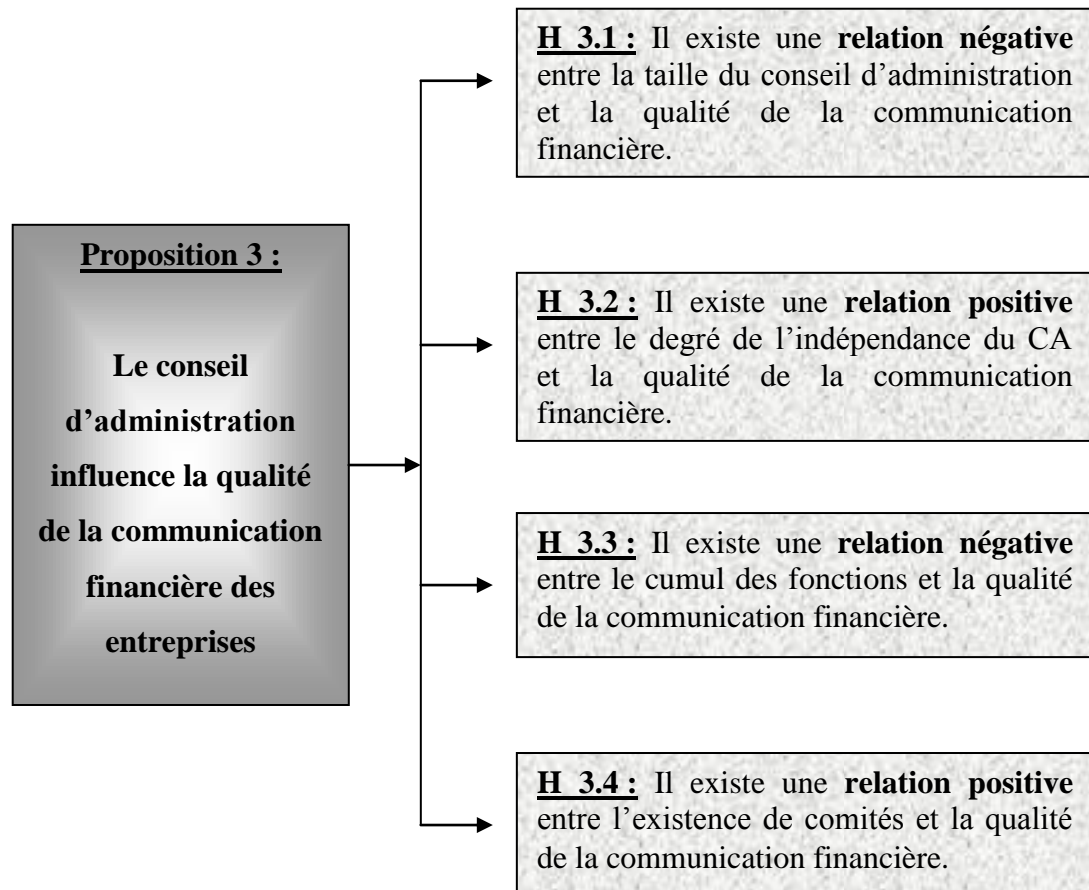 Proposition 3 :
Le conseil
d’administration
influence la qualité
de la communication
financière des
entreprises
H 3.1 : Il existe une relation négative
entre la taille du conseil d’administration
et la qualité de la communication
financière.
H 3.2 : Il existe une relation positive
entre le degré de l’indépendance du CA
et la qualité de la communication
financière.
H 3.3 : Il existe une relation négative
entre le cumul des fonctions et la qualité
de la communication financière.
H 3.4 : Il existe une relation positive
entre l’existence de comités et la qualité
de la communication financière.